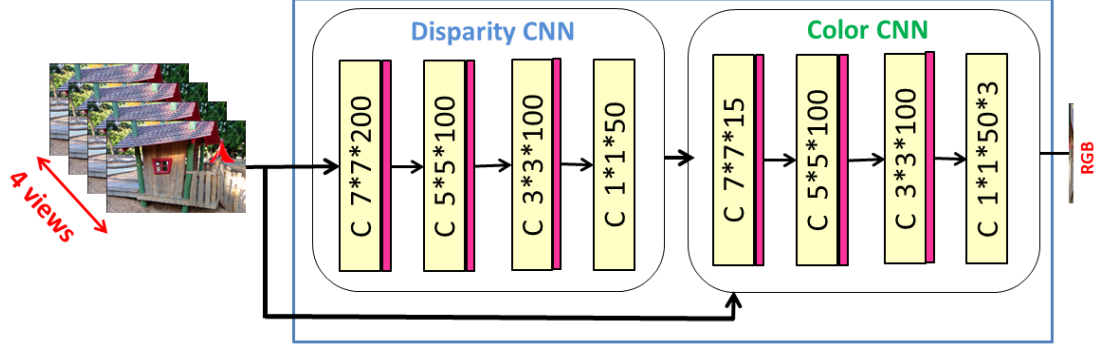 Disparity CNN
Color CNN
4 views
C 7*7*200
C 5*5*100
C 3*3*100
C 1*1*50
C 7*7*15
C 5*5*100
C 3*3*100
C 1*1*50*3
RGB